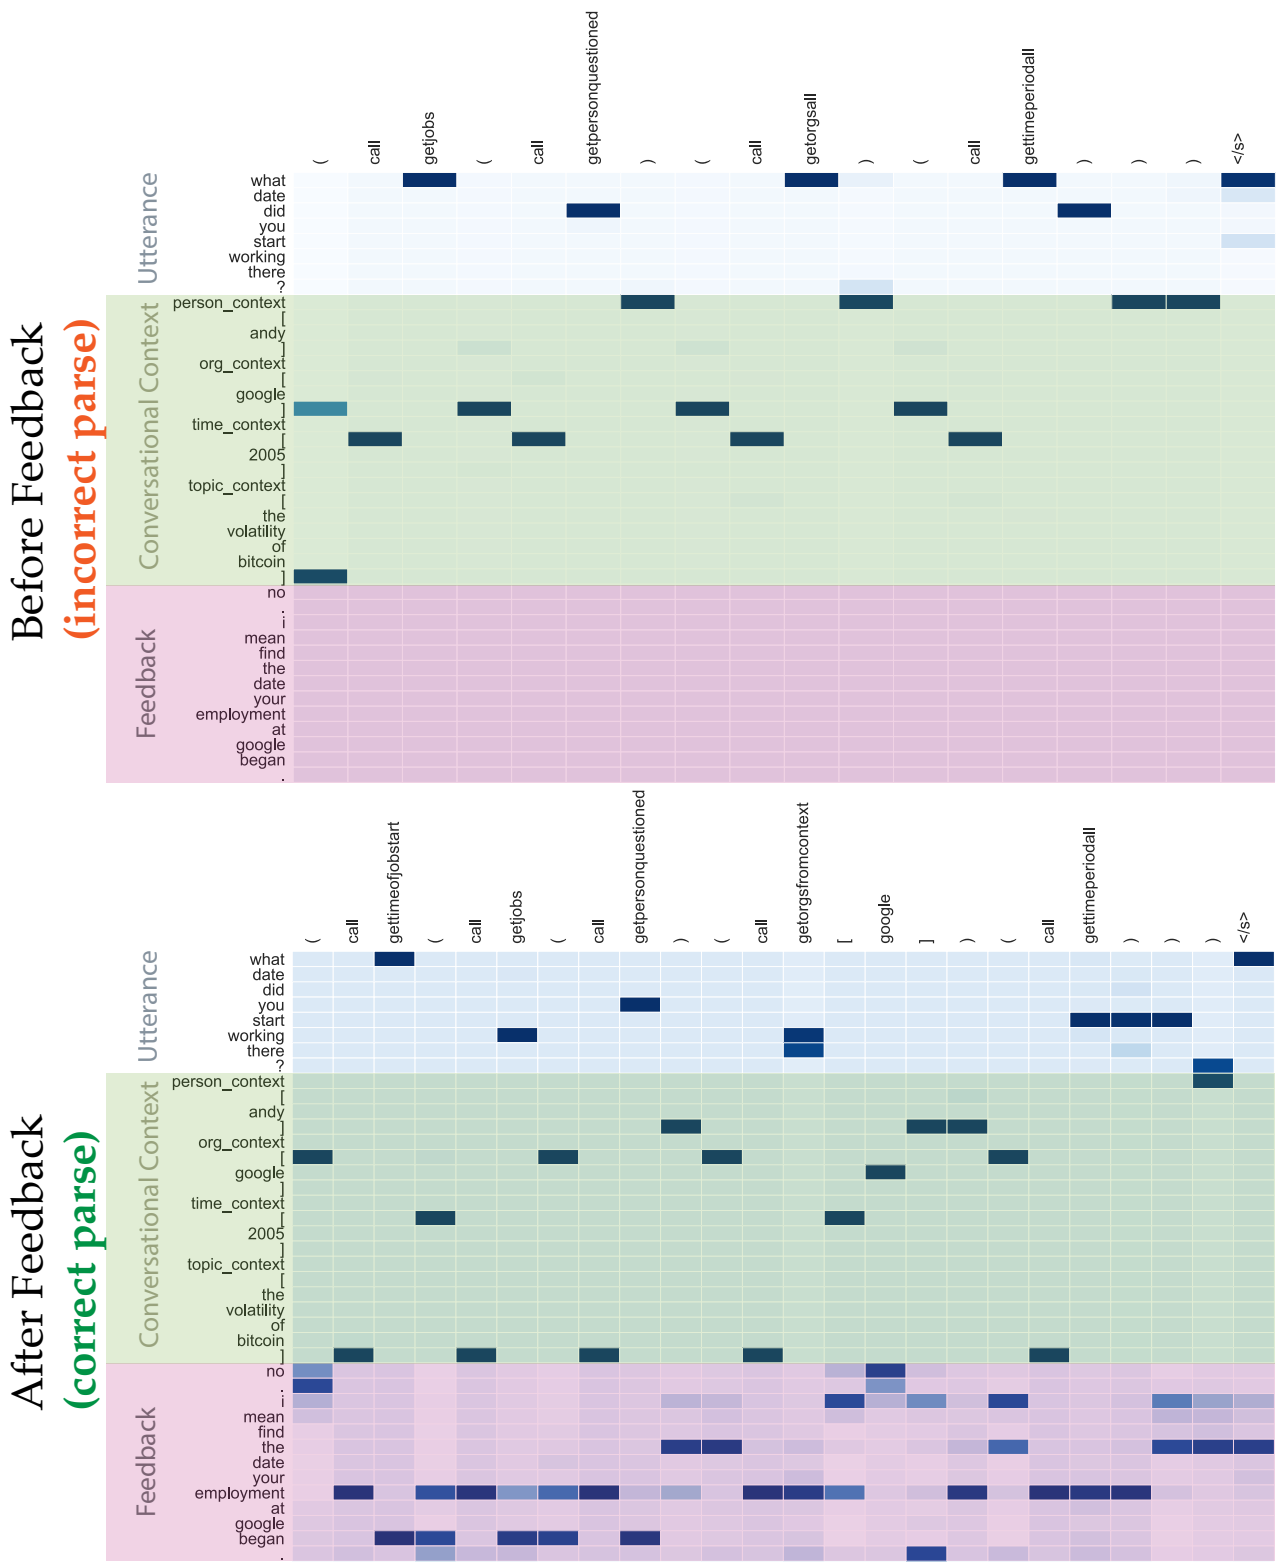 Before Feedback
(incorrect parse)
( call getjobs ( call getpersonquestioned ) ( call getorgsall ) ( call gettimeperiodall ) ) ) </s>
Utterance
what
date
did
you
start
working
there
?
Conversational Context
person_context
[
andy
]
org_context
[
google
]
time_context
[
2005
]
topic_context
[
the
volatility
of
bitcoin
]
Feedback
no
.
i
mean
find
the
date
your
employment
at
google
began
.
After Feedback
(correct parse)
( call gettimeofjobstart ( call getjobs ( call getpersonquestioned ) ( call getorgsfromcontext [ google ] ) ( call gettimeperiodall ) ) ) </s>
Utterance
what
date
did
you
start
working
there
?
Conversational Context
person_context
[
andy
]
org_context
[
google
]
time_context
[
2005
]
topic_context
[
the
volatility
of
bitcoin
]
Feedback
no
.
i
mean
find
the
date
your
employment
at
google
began
.